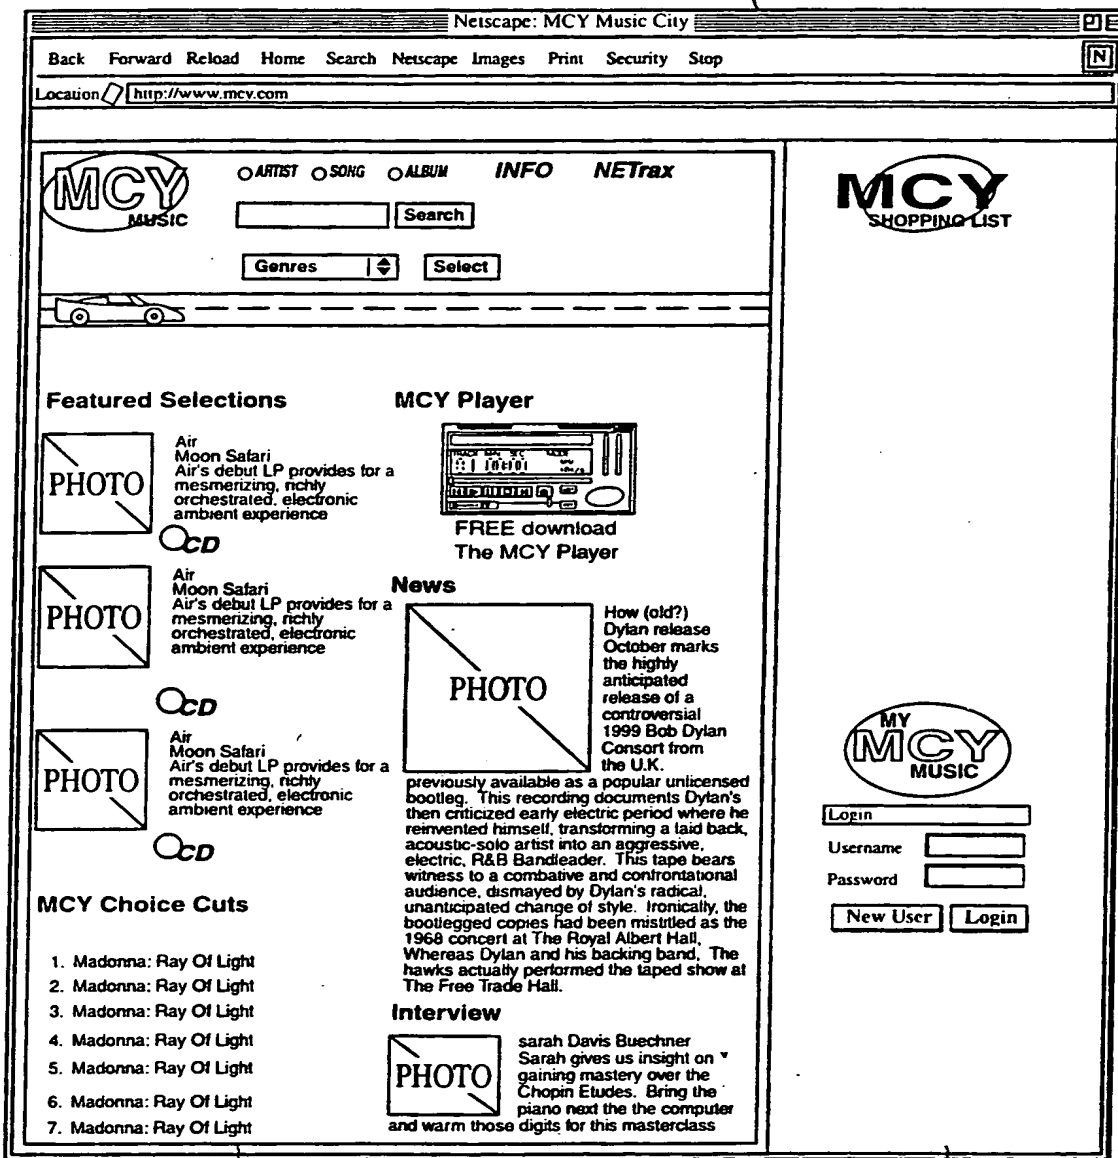 Netscape: MCY Music City
Back Forward Reload Home Search Netscape Images Print Security Stop
N
Location http://www.mcy.com
MCY
MUSIC
ARTIST SONG ALBUM INFO NETrax
Search
Genres Select
MCY
SHOPPING LIST
Featured Selections
PHOTO
Air
Moon Safari
Air's debut LP provides for a
mesmerizing, richly
orchestrated, electronic
ambient experience
CD
PHOTO
Air
Moon Safari
Air's debut LP provides for a
mesmerizing, richly
orchestrated, electronic
ambient experience
CD
PHOTO
Air
Moon Safari
Air's debut LP provides for a
mesmerizing, richly
orchestrated, electronic
ambient experience
CD
MCY Choice Cuts
1. Madonna: Ray Of Light
2. Madonna: Ray Of Light
3. Madonna: Ray Of Light
4. Madonna: Ray Of Light
5. Madonna: Ray Of Light
6. Madonna: Ray Of Light
7. Madonna: Ray Of Light
MCY Player
TRACK MIN SEC MODE
FREE download
The MCY Player
News
PHOTO
How (old?)
Dylan release
October marks
the highly
anticipated
release of a
controversial
1999 Bob Dylan
Consort from
the U.K.
previously available as a popular unlicensed
bootleg. This recording documents Dylan's
then criticized early electric period where he
reinvented himself, transforming a laid back,
acoustic-solo artist into an aggressive,
electric, R&B Bandleader. This tape bears
witness to a combative and confrontational
audience, dismayed by Dylan's radical,
unanticipated change of style. Ironically, the
bootlegged copies had been mistitled as the
1968 concert at The Royal Albert Hall,
Whereas Dylan and his backing band, The
hawks actually performed the taped show at
The Free Trade Hall.
Interview
PHOTO
sarah Davis Buechner
Sarah gives us insight on
gaining mastery over the
Chopin Etudes. Bring the
piano next the the computer
and warm those digits for this masterclass
MY
MCY
MUSIC
Login
Username
Password
New User Login